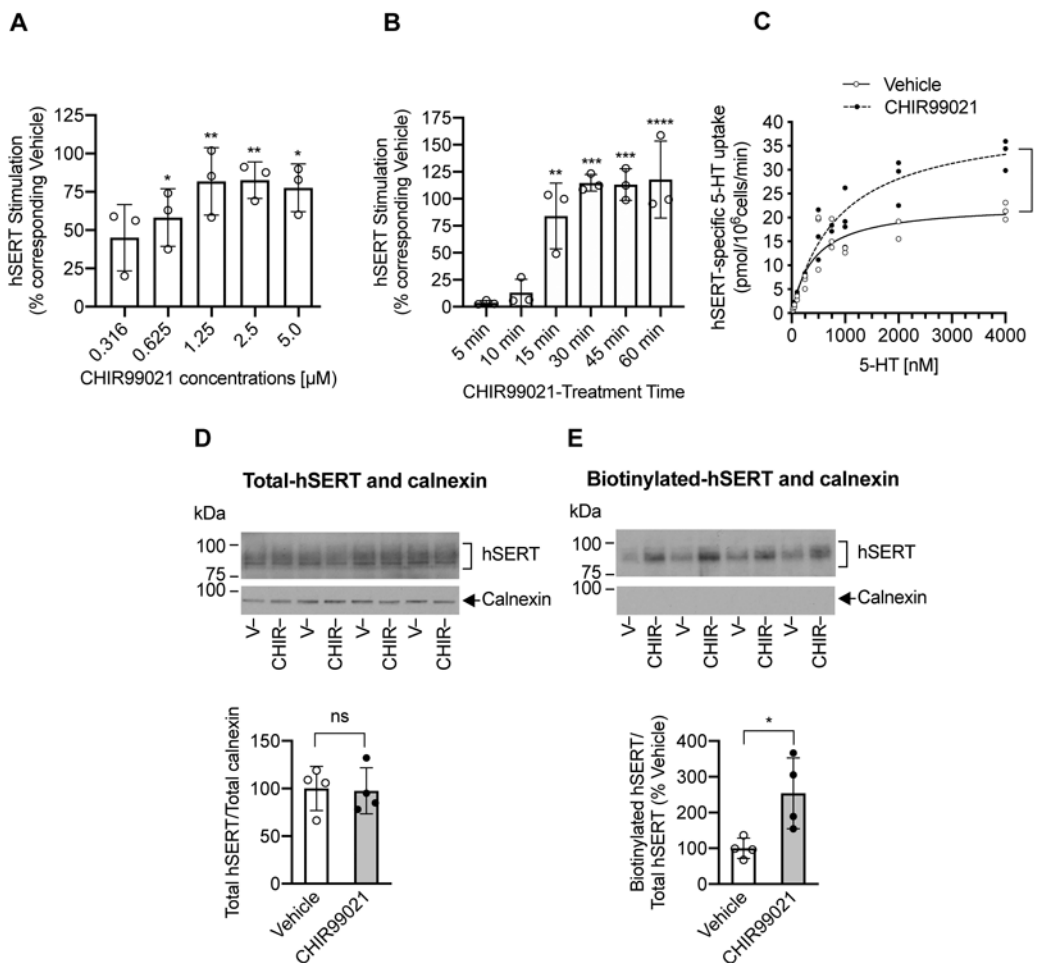 A
hSERT Stimulation
(% corresponding Vehicle)
125
100
75
50
25
0
*
**
**
*
0.316
0.625
1.25
2.5
5.0
CHIR99021 concentrations [µM]
B
hSERT Stimulation
(% corresponding Vehicle)
175
150
125
100
75
50
25
0
**
***
***
****
5 min
10 min
15 min
30 min
45 min
60 min
CHIR99021-Treatment Time
C
Vehicle
CHIR99021
hSERT-specific 5-HT uptake
(pmol/10⁶cells/min)
40
35
30
25
20
15
10
5
0
0
1000
2000
3000
4000
5-HT [nM]
*
D
Total-hSERT and calnexin
kDa
100
75
100
hSERT
Calnexin
V-
CHIR-
V-
CHIR-
V-
CHIR-
V-
CHIR-
Total hSERT/Total calnexin
150
100
50
0
ns
Vehicle
CHIR99021
E
Biotinylated-hSERT and calnexin
kDa
100
75
100
hSERT
Calnexin
V-
CHIR-
V-
CHIR-
V-
CHIR-
V-
CHIR-
Biotinylated hSERT/
Total hSERT (% Vehicle)
400
300
200
100
0
*
Vehicle
CHIR99021